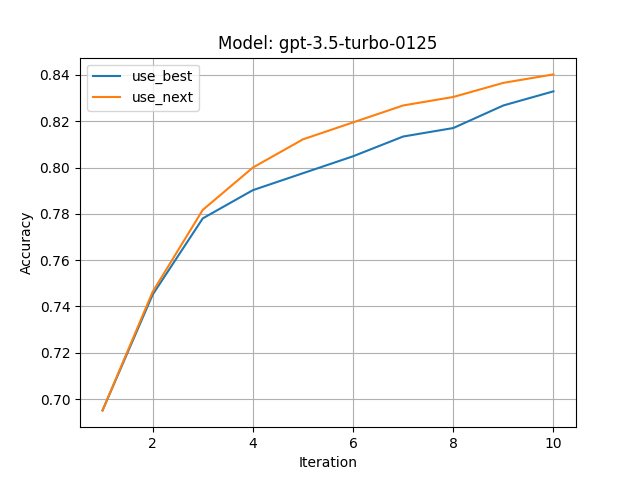 Model: gpt-3.5-turbo-0125
use_best
use_next
0.84
0.82
0.80
0.78
0.76
0.74
0.72
0.70
Accuracy
2 4 6 8 10
Iteration